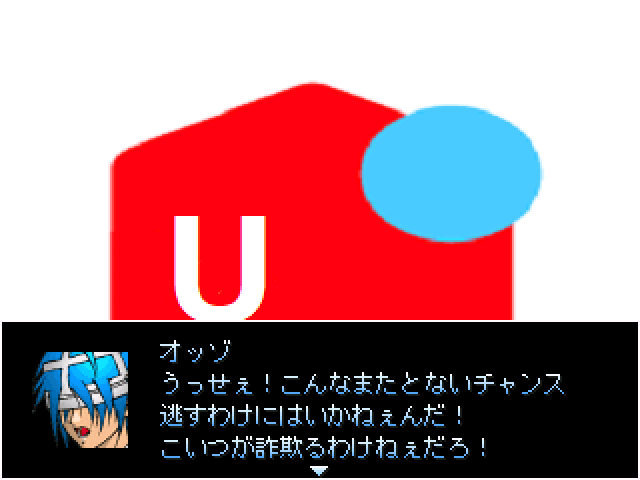 U
オッゾ
うっせぇ！こんなまたとないチャンス
逃すわけにはいかねぇんだ！
こいつが詐欺るわけねぇだろ！